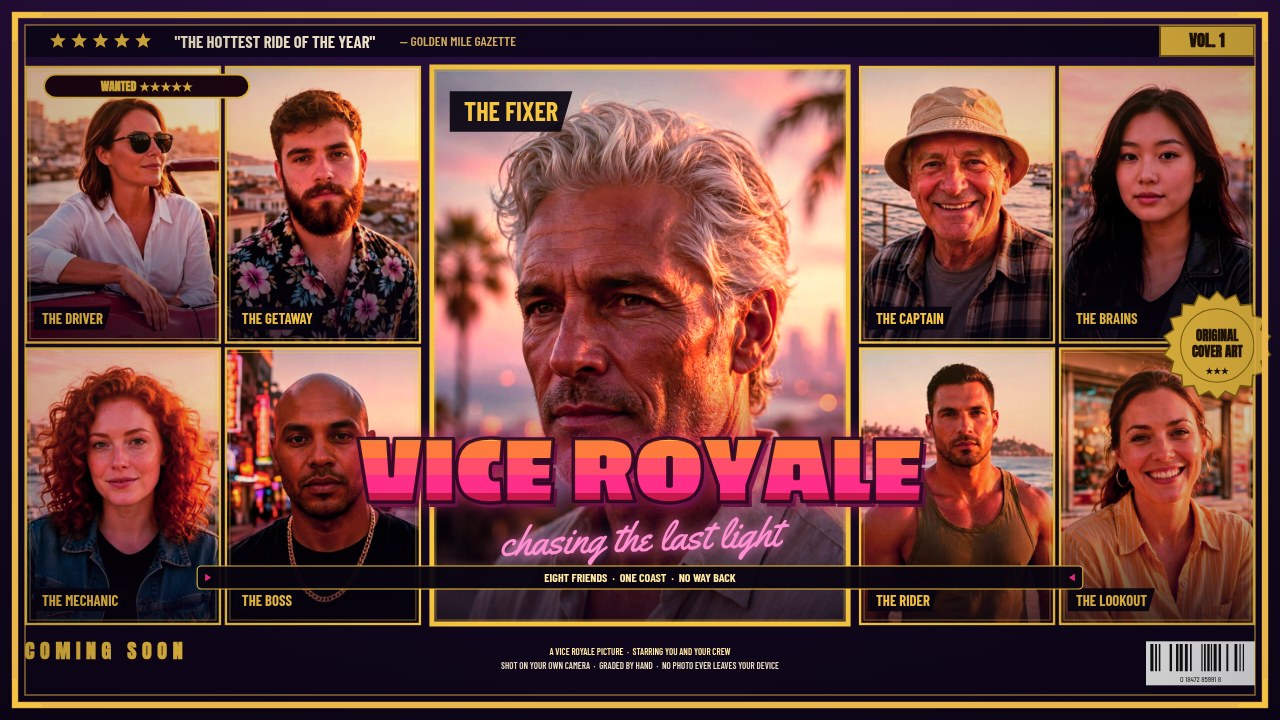 ★★★★★ "THE HOTTEST RIDE OF THE YEAR" — GOLDEN MILE GAZETTE
VOL. 1
WANTED ★★★★★
THE FIXER
THE DRIVER
THE GETAWAY
THE CAPTAIN
THE BRAINS
ORIGINAL
COVER ART
★★★
VICE ROYALE
chasing the last light
EIGHT FRIENDS · ONE COAST · NO WAY BACK
THE MECHANIC
THE BOSS
THE RIDER
THE LOOKOUT
COMING SOON
A VICE ROYALE PICTURE · STARRING YOU AND YOUR CREW
SHOT ON YOUR OWN CAMERA · GRADED BY HAND · NO PHOTO EVER LEAVES YOUR DEVICE